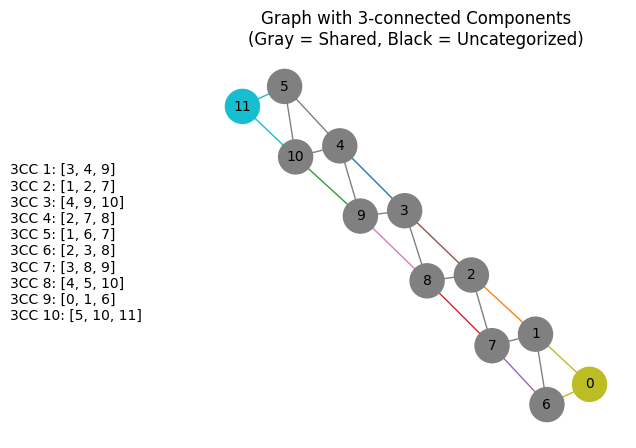 Graph with 3-connected Components
(Gray = Shared, Black = Uncategorized)
5
11
10
4
3CC 1: [3, 4, 9]
3CC 2: [1, 2, 7]
3CC 3: [4, 9, 10]
3CC 4: [2, 7, 8]
3CC 5: [1, 6, 7]
3CC 6: [2, 3, 8]
3CC 7: [3, 8, 9]
3CC 8: [4, 5, 10]
3CC 9: [0, 1, 6]
3CC 10: [5, 10, 11]
9
3
8
2
7
1
0
6